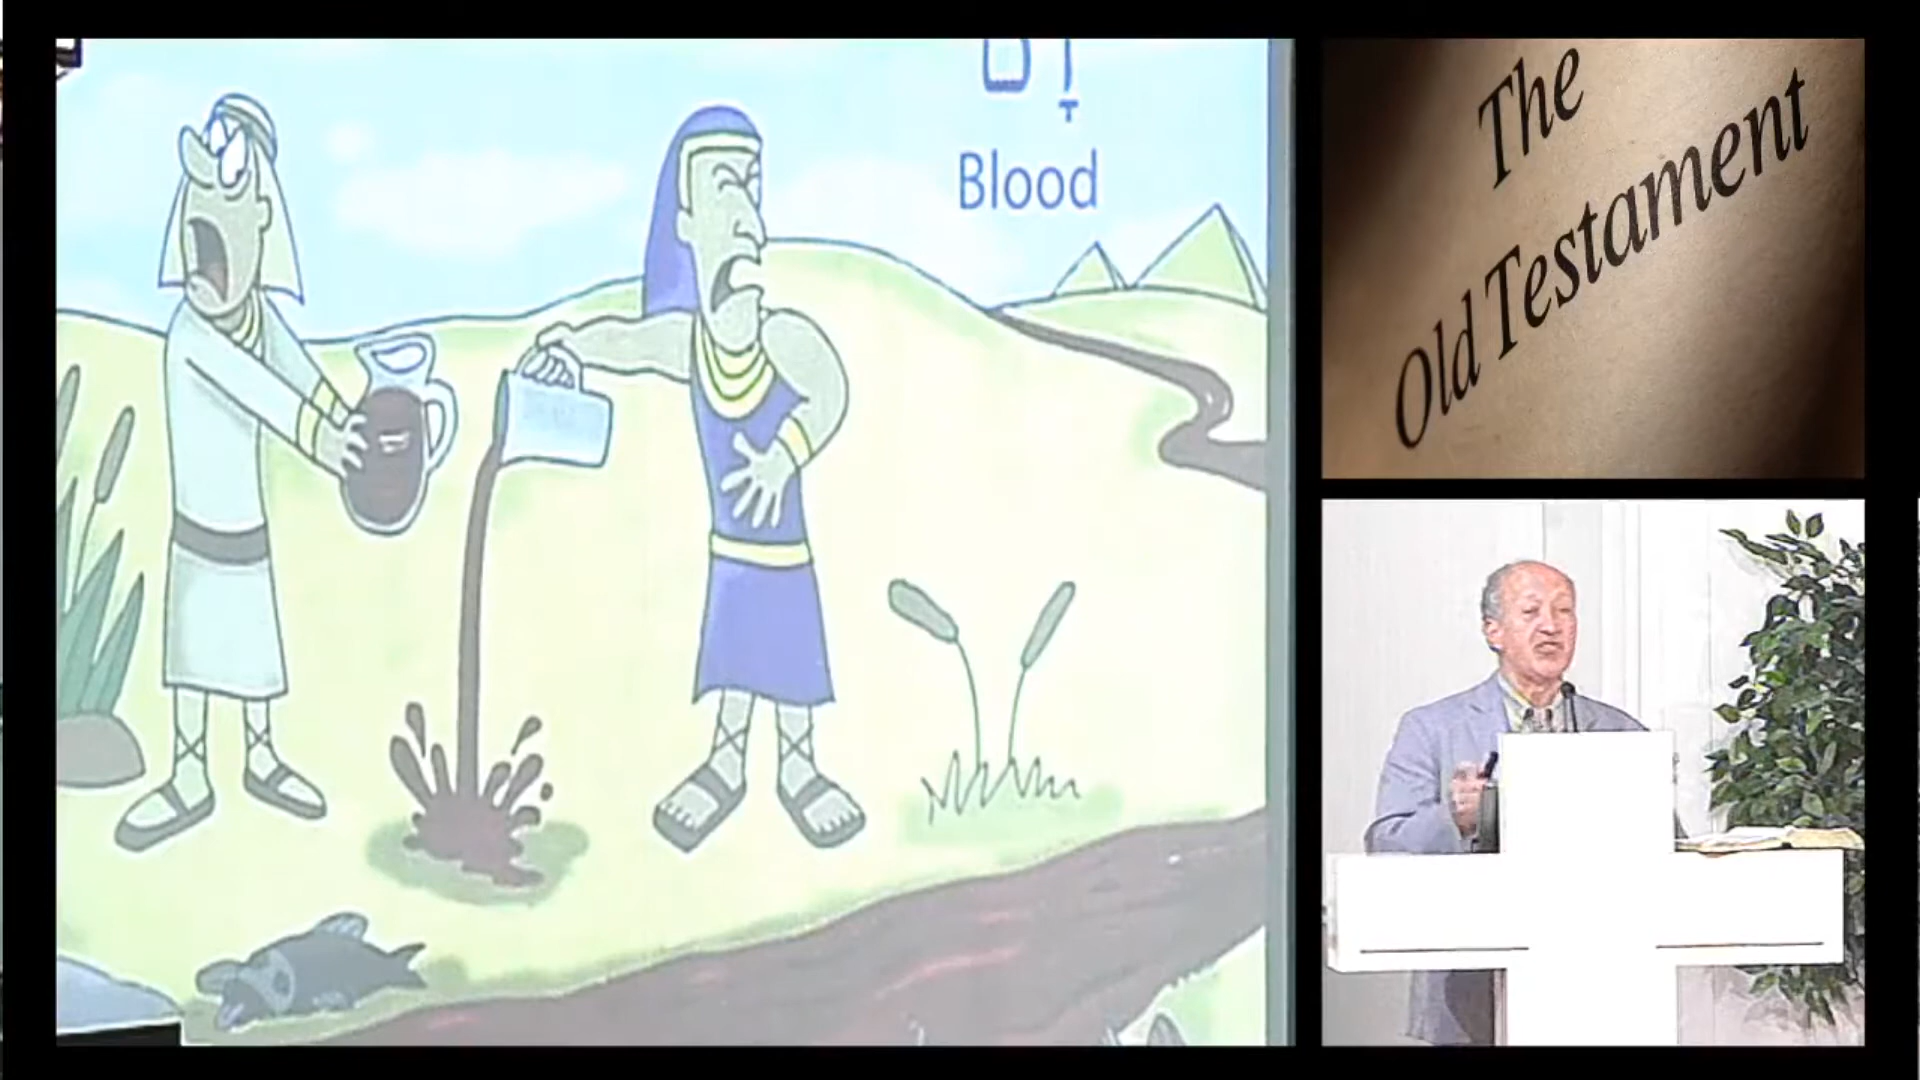 דָם
Blood
The
Old Testament